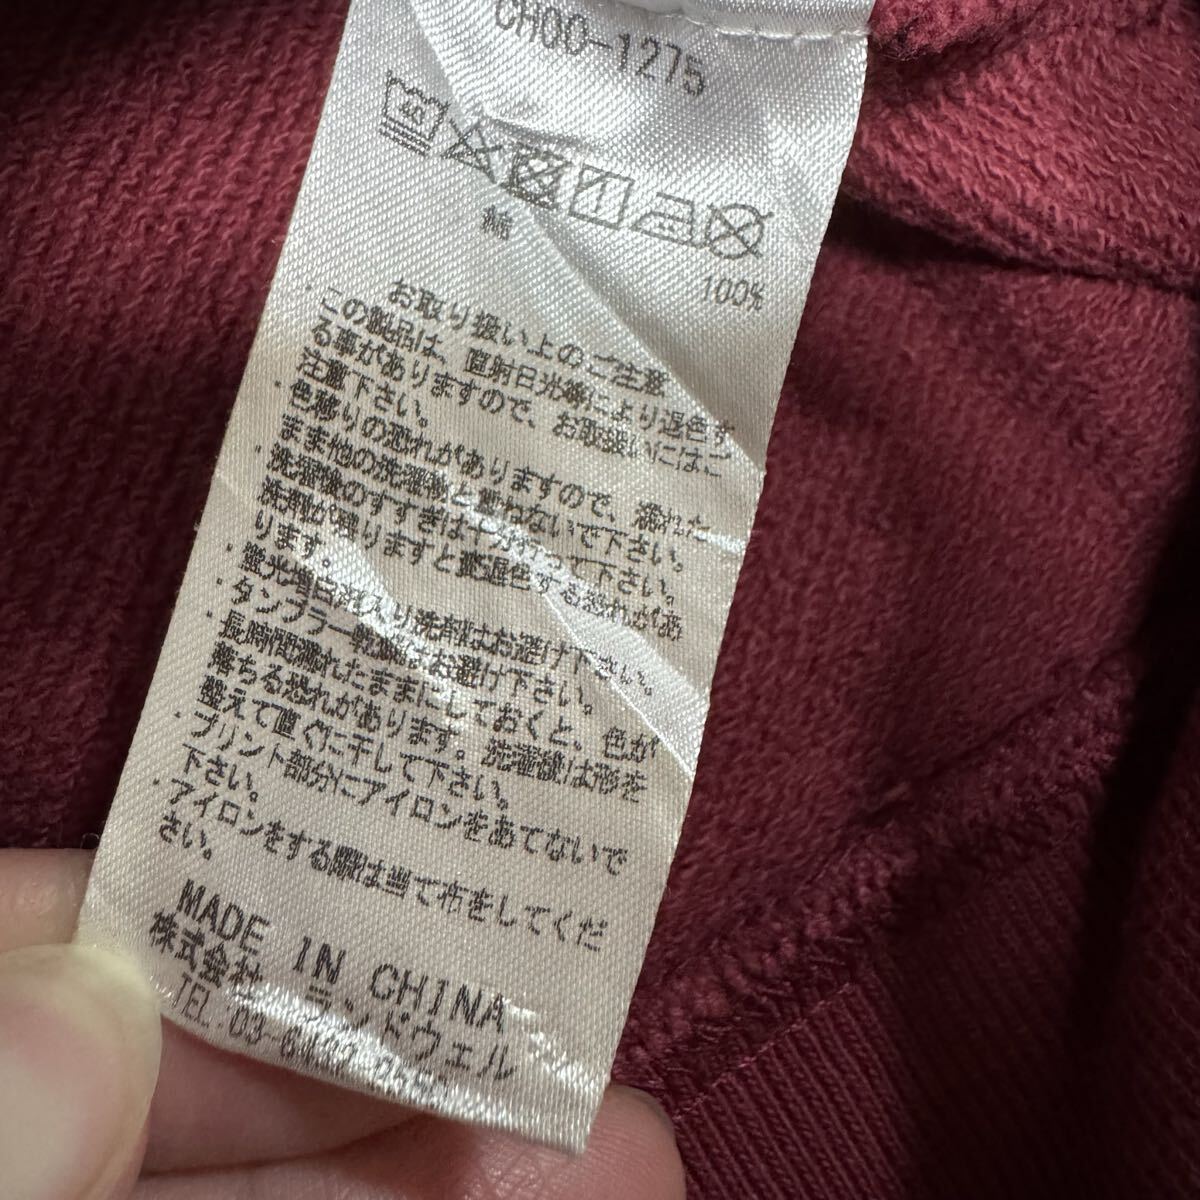 CH00-1275
綿
100%
お取り扱い上のご注意
・この製品は、直射日光等により退色す
る事がありますので、お取扱いにはご
注意下さい。
・色移りの恐れがありますので、濡れた
まま他の洗濯物と
ないで下さい。
・洗濯後のすすぎは十分行って下さい。
洗剤が残りますと変退色する恐れがあ
ります。
・蛍光増白剤入り洗剤はお避け下さい。
・タンブラー乾燥はお避け下さい。
・長時間濡れたままにしておくと、色が
落ちる恐れがあります。洗濯後は形を
整えて直ぐに干して下さい。
・プリント部分にアイロンをあてないで
下さい。
・アイロンをする際は当て布をしてくだ
さい。
MADE IN CHINA
株式会社ランドウェル
TEL:03-